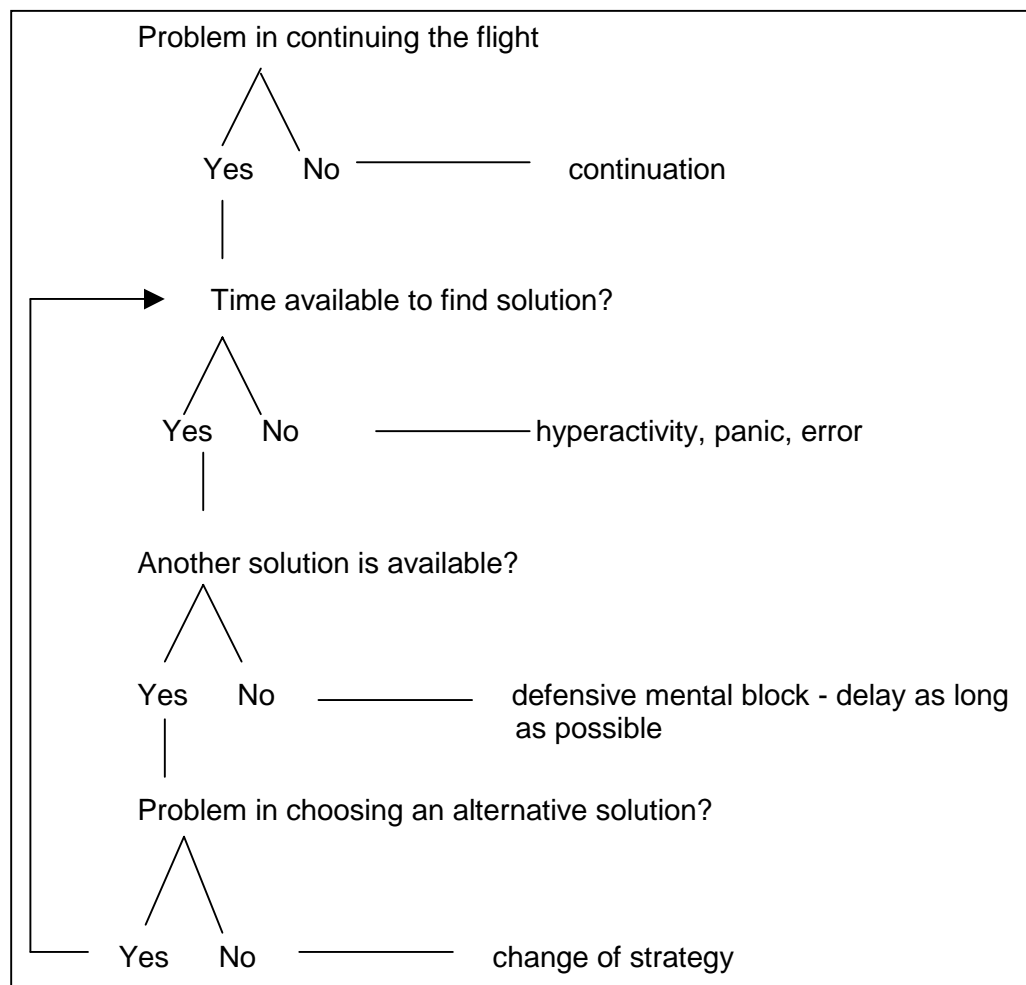 Problem in continuing the flight
Yes No continuation
Time available to find solution?
Yes No hyperactivity, panic, error
Another solution is available?
Yes No defensive mental block - delay as long
as possible
Problem in choosing an alternative solution?
Yes No change of strategy